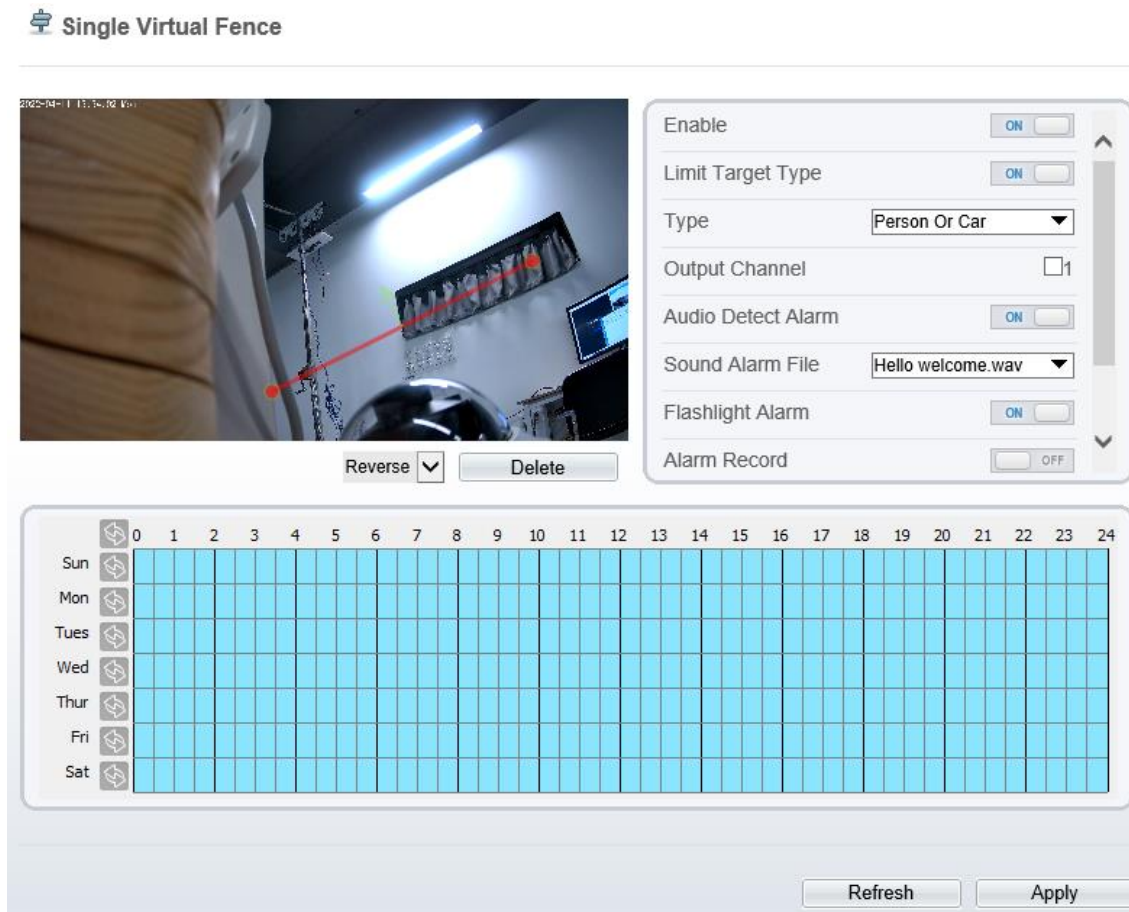 Single Virtual Fence
Enable ON
Limit Target Type ON
Type Person Or Car
Output Channel 1
Audio Detect Alarm ON
Sound Alarm File Hello welcome.wav
Flashlight Alarm ON
Alarm Record OFF
Reverse Delete
0 1 2 3 4 5 6 7 8 9 10 11 12 13 14 15 16 17 18 19 20 21 22 23 24
Sun
Mon
Tues
Wed
Thur
Fri
Sat
Refresh Apply